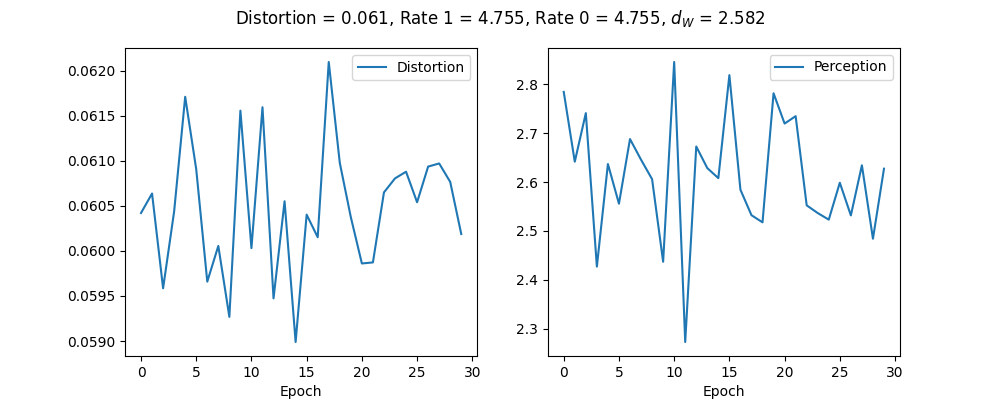 Distortion = 0.061, Rate 1 = 4.755, Rate 0 = 4.755, d_W = 2.582
Distortion
0.0620
0.0615
0.0610
0.0605
0.0600
0.0595
0.0590
0 5 10 15 20 25 30
Epoch
Perception
2.8
2.7
2.6
2.5
2.4
2.3
0 5 10 15 20 25 30
Epoch